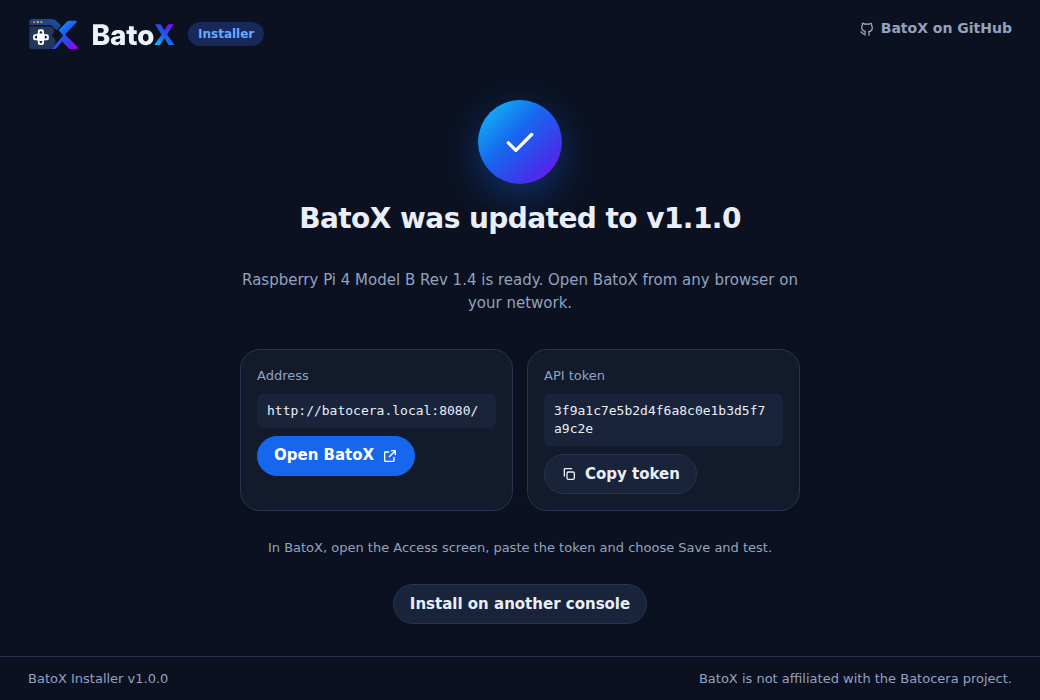 BatoX Installer
BatoX on GitHub
BatoX was updated to v1.1.0
Raspberry Pi 4 Model B Rev 1.4 is ready. Open BatoX from any browser on
your network.
Address
http://batocera.local:8080/
Open BatoX
API token
3f9a1c7e5b2d4f6a8c0e1b3d5f7
a9c2e
Copy token
In BatoX, open the Access screen, paste the token and choose Save and test.
Install on another console
BatoX Installer v1.0.0
BatoX is not affiliated with the Batocera project.